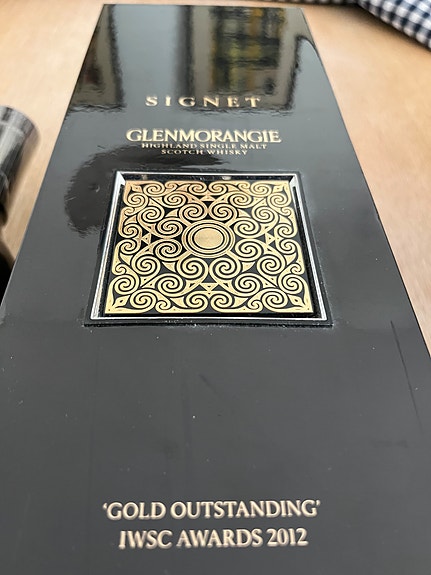 SIGNET
GLENMORANGIE
HIGHLAND SINGLE MALT
SCOTCH WHISKY
'GOLD OUTSTANDING'
IWSC AWARDS 2012